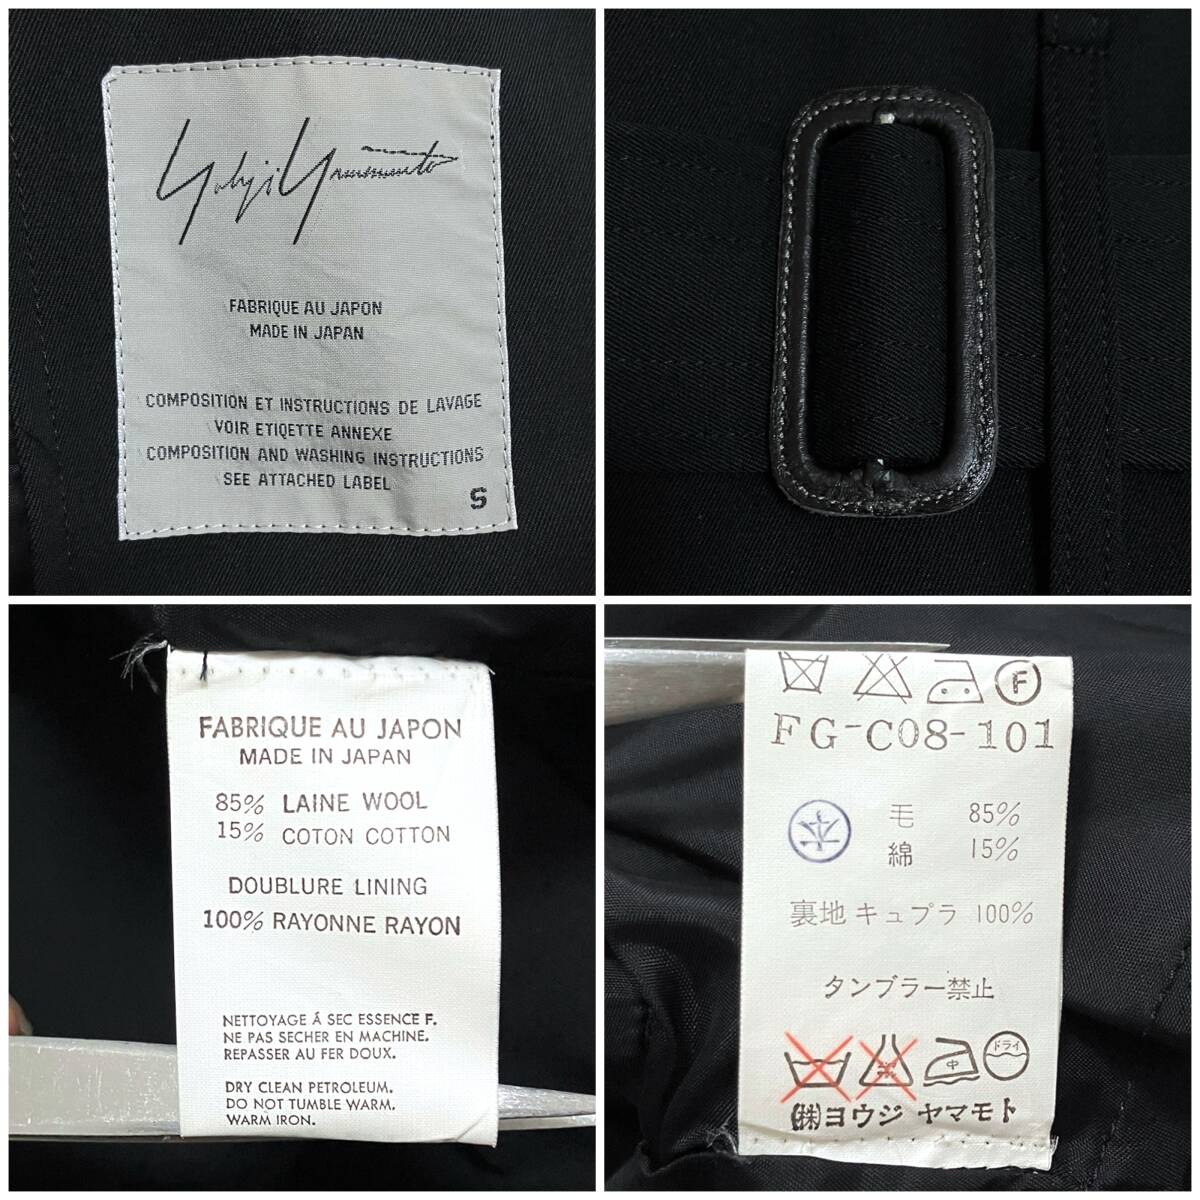 Yohji Yamamoto
FABRIQUE AU JAPON
MADE IN JAPAN
COMPOSITION ET INSTRUCTIONS DE LAVAGE
VOIR ETIQETTE ANNEXE
COMPOSITION AND WASHING INSTRUCTIONS
SEE ATTACHED LABEL
S
FABRIQUE AU JAPON
MADE IN JAPAN
85% LAINE WOOL
15% COTON COTTON
DOUBLURE LINING
100% RAYONNE RAYON
NETTOYAGE Á SEC ESSENCE F.
NE PAS SECHER EN MACHINE.
REPASSER AU FER DOUX.
DRY CLEAN PETROLEUM.
DO NOT TUMBLE WARM.
WARM IRON.
F
FG-C08-101
毛 85%
綿 15%
裏地 キュプラ 100%
タンブラー禁止
中 ドライ
(株)ヨウジ ヤマモト